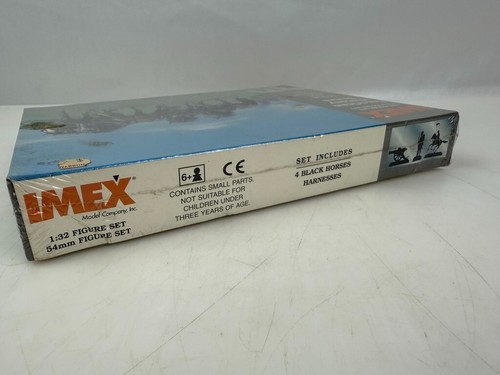 IMEX
Model Company, Inc.
1:32 FIGURE SET
54mm FIGURE SET
6+
CE
CONTAINS SMALL PARTS.
NOT SUITABLE FOR
CHILDREN UNDER
THREE YEARS OF AGE.
SET INCLUDES
4 BLACK HORSES
HARNESSES